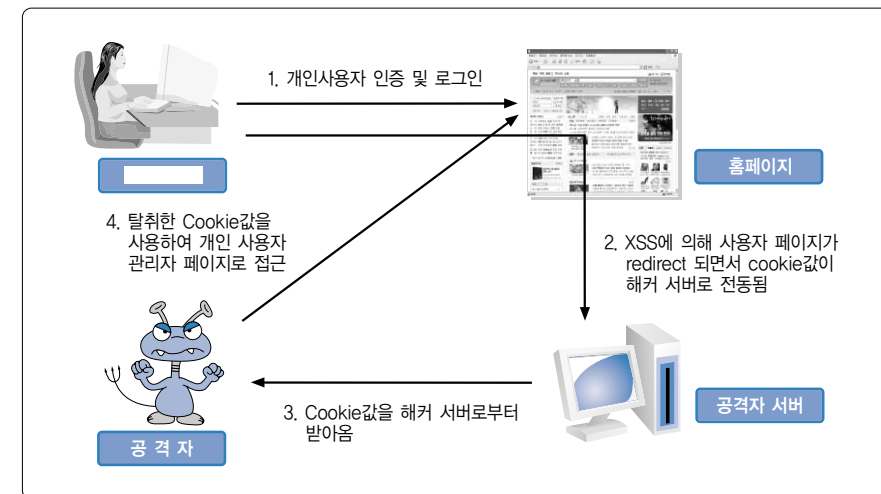 1. 개인사용자 인증 및 로그인
홈페이지
4. 탈취한 Cookie값을
사용하여 개인 사용자
관리자 페이지로 접근
2. XSS에 의해 사용자 페이지가
redirect 되면서 cookie값이
해커 서버로 전동됨
3. Cookie값을 해커 서버로부터
받아옴
공격자 서버
공 격 자